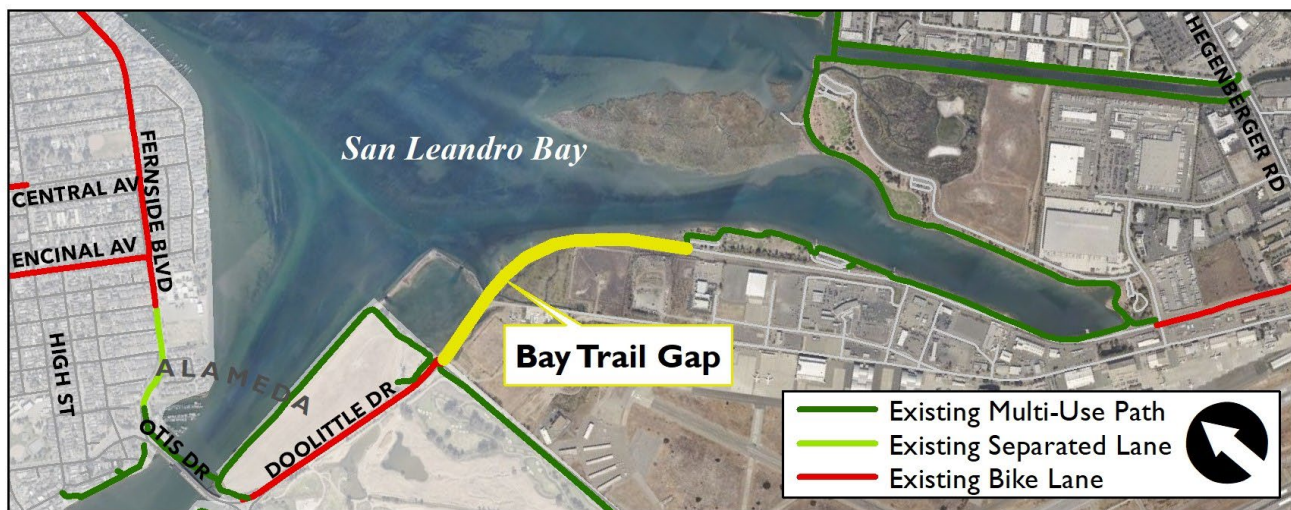 HEGENBERGER RD
San Leandro Bay
FERNSIDE BLVD
CENTRAL AV
ENCINAL AV
HIGH ST
ALAMEDA
OTIS DR
DOOLITTLE DR
Bay Trail Gap
Existing Multi-Use Path
Existing Separated Lane
Existing Bike Lane